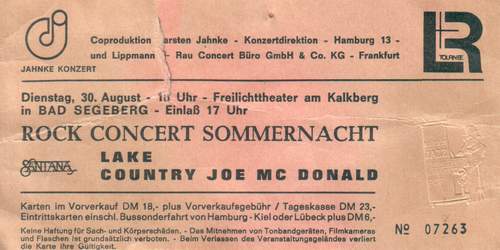 Coproduktion arsten Jahnke - Konzertdirektion - Hamburg 13 -
und Lippmann - Rau Concert Büro GmbH & Co. KG - Frankfurt
JAHNKE KONZERT
LR
TOURNEE
Dienstag, 30. August - 18 Uhr - Freilichttheater am Kalkberg
in BAD SEGEBERG - Einlaß 17 Uhr
ROCK CONCERT SOMMERNACHT
SANTANA
LAKE
COUNTRY JOE MC DONALD
Karten im Vorverkauf DM 18,- plus Vorverkaufsgebühr / Tageskasse DM 23,-
Eintrittskarten einschl. Bussonderfahrt von Hamburg - Kiel oder Lübeck plus DM 6,-
Keine Haftung für Sach- und Körperschäden. - Das Mitnehmen von Tonbandgeräten, Filmkameras
und Flaschen ist grundsätzlich verboten. - Beim Verlassen des Veranstaltungsgeländes verliert
die Karte ihre Gültigkeit.
Nº 07263